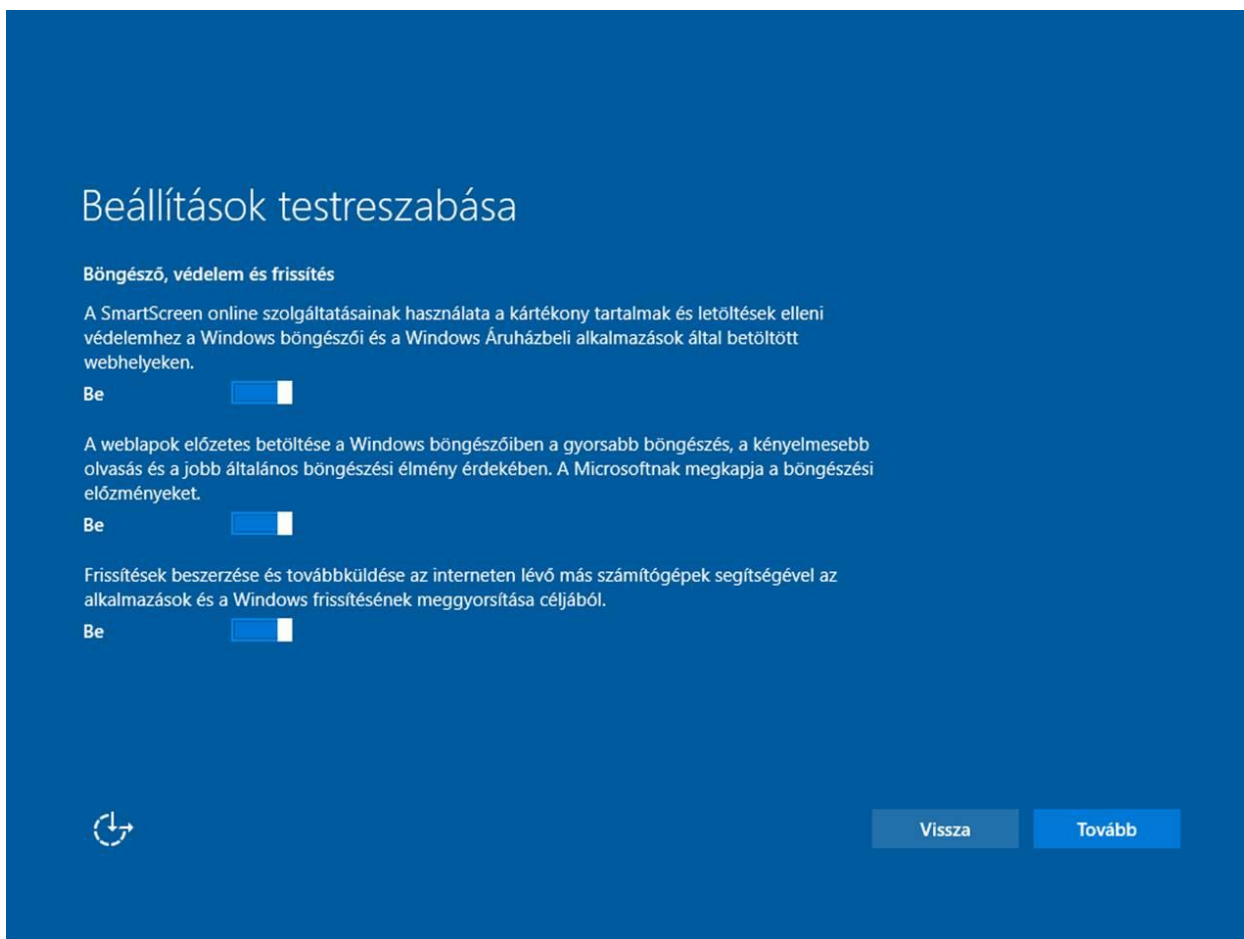 Beállítások testreszabása
Böngésző, védelem és frissítés
A SmartScreen online szolgáltatásainak használata a kártékony tartalmak és letöltések elleni
védelemhez a Windows böngészői és a Windows Áruházbeli alkalmazások által betöltött
webhelyeken.
Be
A weblapok előzetes betöltése a Windows böngészőiben a gyorsabb böngészés, a kényelmesebb
olvasás és a jobb általános böngészési élmény érdekében. A Microsoftnak megkapja a böngészési
előzményeket.
Be
Frissítések beszerzése és továbbküldése az interneten lévő más számítógépek segítségével az
alkalmazások és a Windows frissítésének meggyorsítása céljából.
Be
Vissza
Tovább